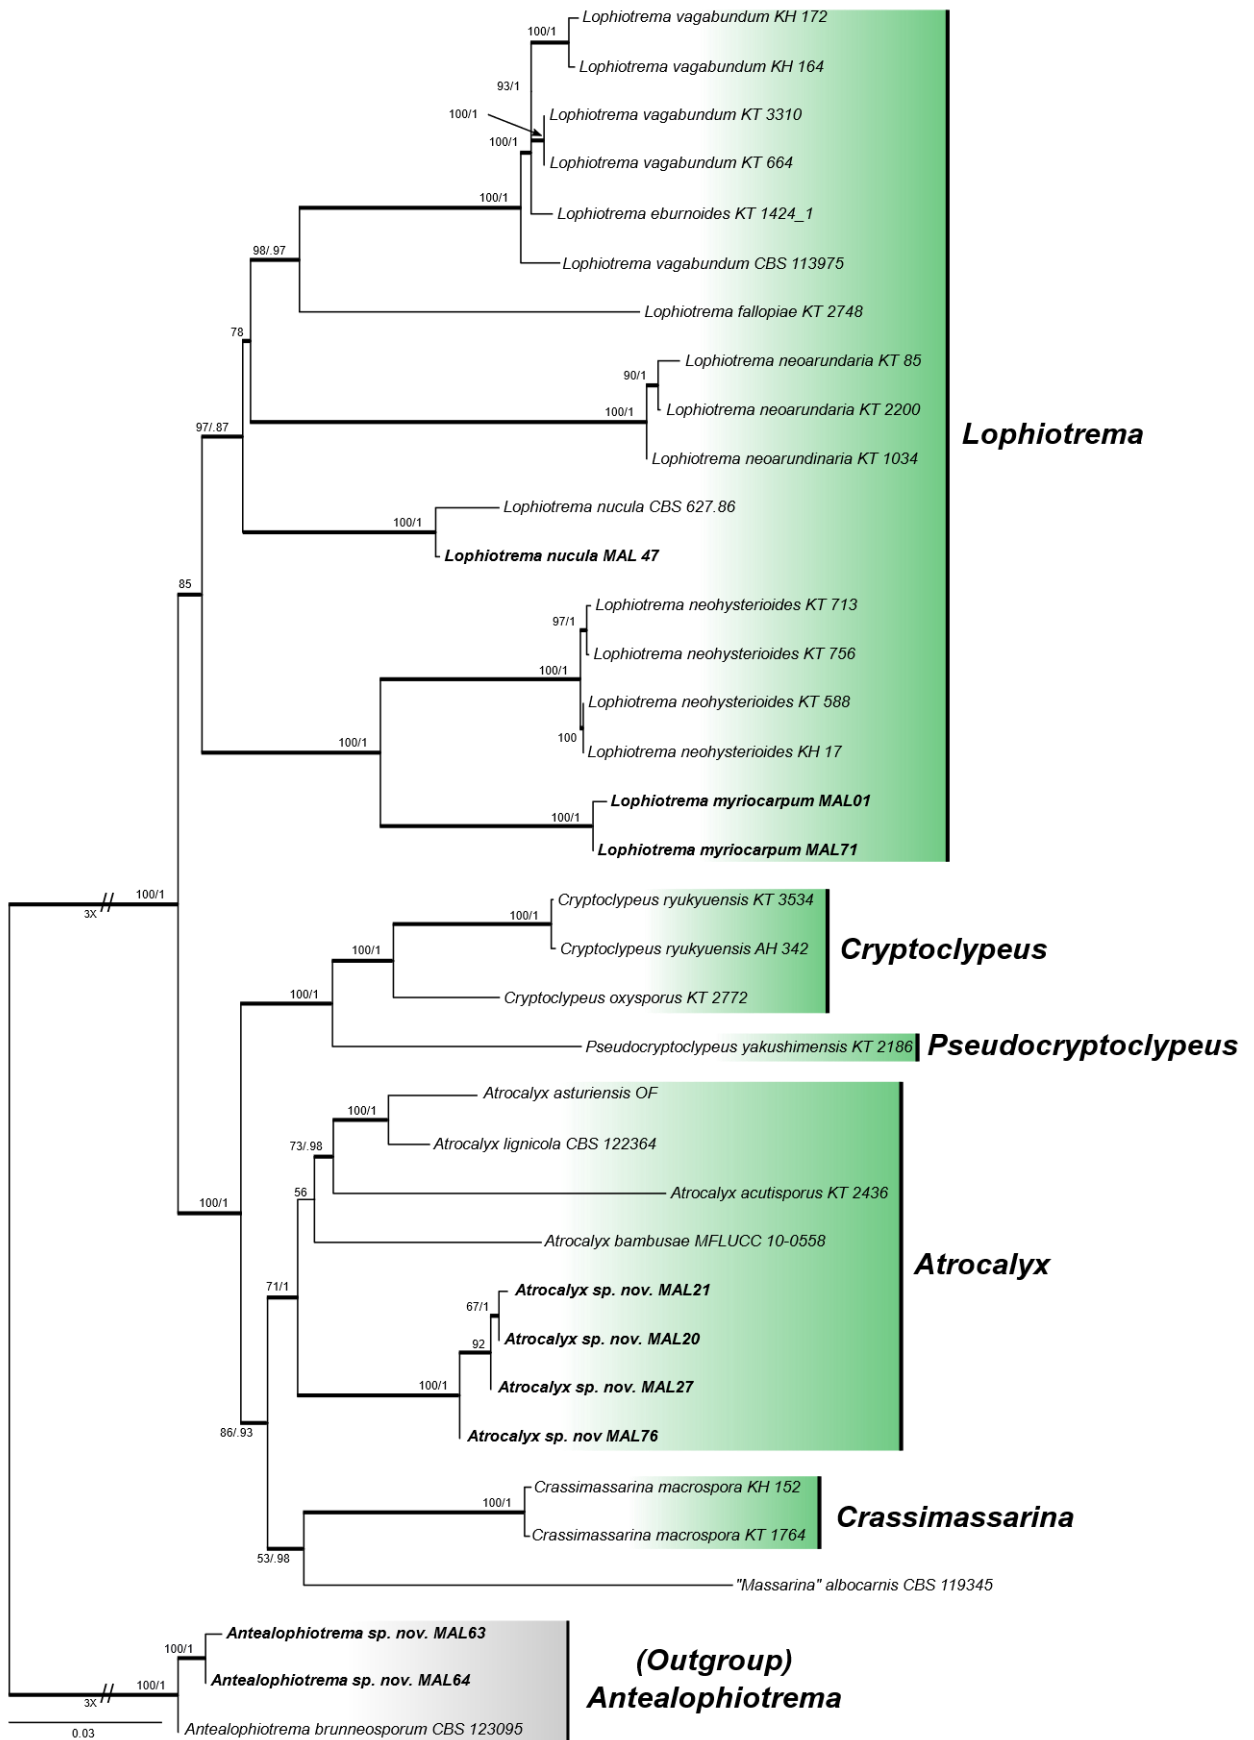 Lophiotrema vagabundum KH 172
100/1
Lophiotrema vagabundum KH 164
93/1
100/1
Lophiotrema vagabundum KT 3310
100/1
Lophiotrema vagabundum KT 664
100/1
Lophiotrema eburnoides KT 1424_1
98/.97
Lophiotrema vagabundum CBS 113975
Lophiotrema fallopiae KT 2748
78
Lophiotrema neoarundaria KT 85
90/1
Lophiotrema neoarundaria KT 2200
100/1
97/.87
Lophiotrema
Lophiotrema neoarundinaria KT 1034
Lophiotrema nucula CBS 627.86
100/1
Lophiotrema nucula MAL 47
85
Lophiotrema neohysterioides KT 713
97/1
Lophiotrema neohysterioides KT 756
100/1
Lophiotrema neohysterioides KT 588
100
100/1
Lophiotrema neohysterioides KH 17
Lophiotrema myriocarpum MAL01
100/1
Lophiotrema myriocarpum MAL71
100/1
3X
Cryptoclypeus ryukyuensis KT 3534
100/1
Cryptoclypeus ryukyuensis AH 342
Cryptoclypeus
100/1
100/1
Cryptoclypeus oxysporus KT 2772
Pseudocryptoclypeus yakushimensis KT 2186
Pseudocryptoclypeus
Atrocalyx asturiensis OF
100/1
Atrocalyx lignicola CBS 122364
73/.98
56
Atrocalyx acutisporus KT 2436
100/1
Atrocalyx bambusae MFLUCC 10-0558
Atrocalyx
71/1
Atrocalyx sp. nov. MAL21
67/1
Atrocalyx sp. nov. MAL20
92
Atrocalyx sp. nov. MAL27
100/1
86/.93
Atrocalyx sp. nov MAL76
Crassimassarina macrospora KH 152
100/1
Crassimassarina
Crassimassarina macrospora KT 1764
53/.98
"Massarina" albocarnis CBS 119345
Antealophiotrema sp. nov. MAL63
100/1
(Outgroup)
Antealophiotrema sp. nov. MAL64
100/1
3X
Antealophiotrema
Antealophiotrema brunneosporum CBS 123095
0.03